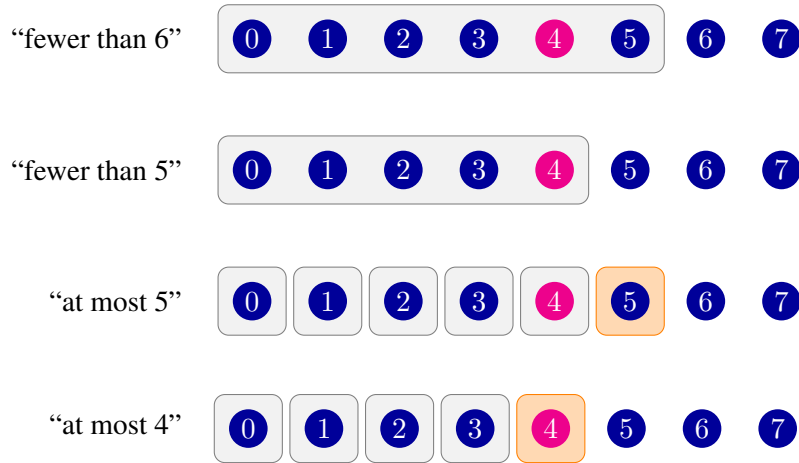 “fewer than 6” 0 1 2 3 4 5 6 7
“fewer than 5” 0 1 2 3 4 5 6 7
“at most 5” 0 1 2 3 4 5 6 7
“at most 4” 0 1 2 3 4 5 6 7